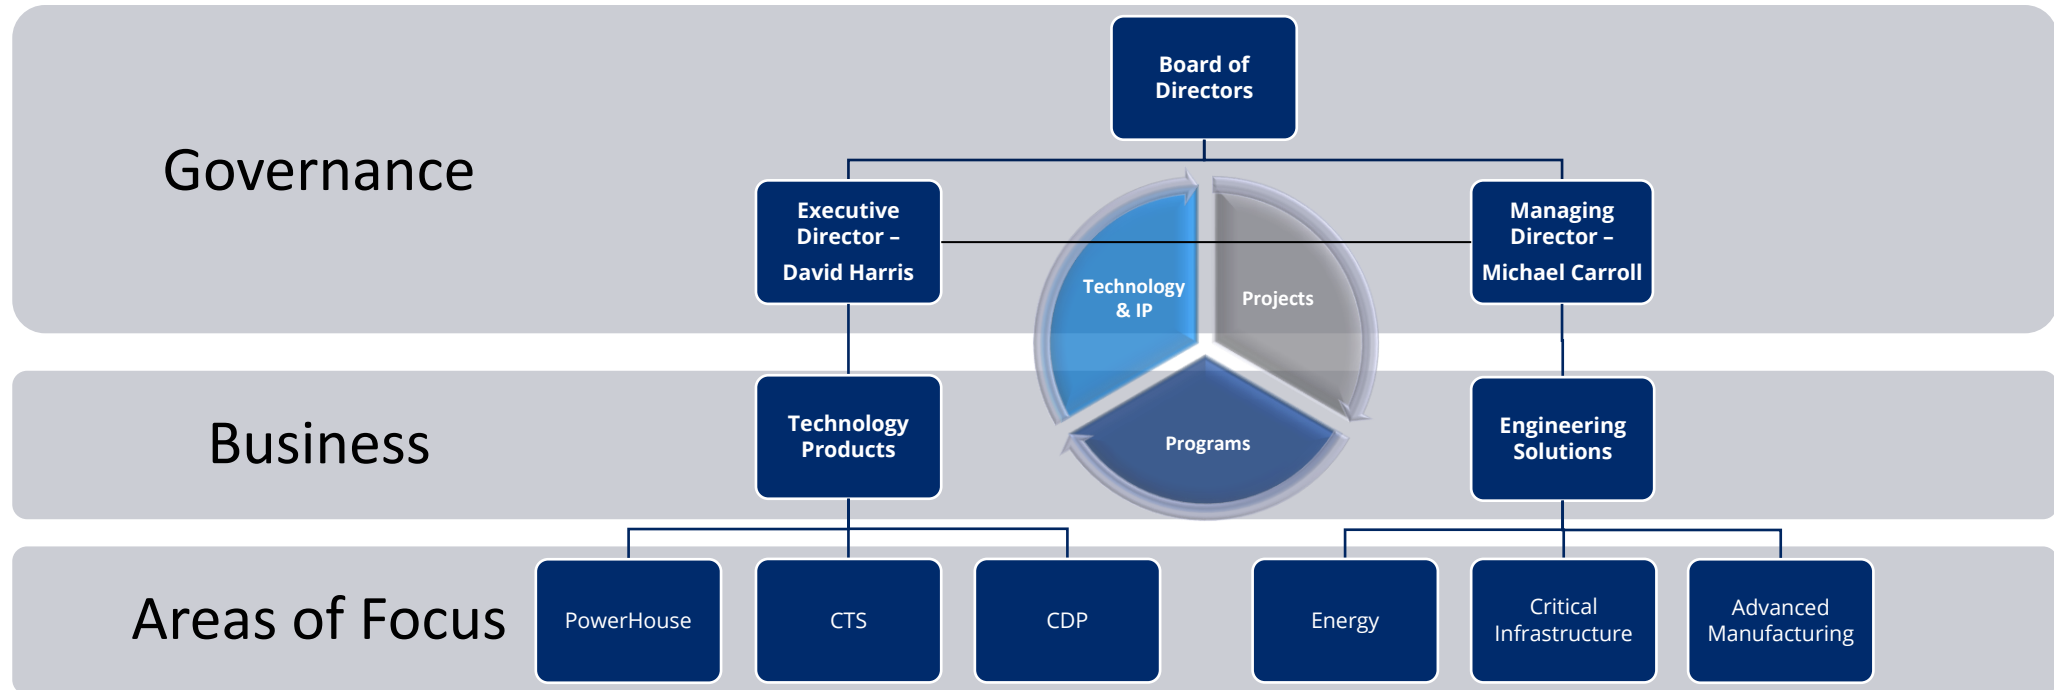 Board of
Directors
Governance
Executive
Director –
David Harris
Managing
Director –
Michael Carroll
Technology
& IP
Projects
Programs
Business
Technology
Products
Engineering
Solutions
Areas of Focus
PowerHouse
CTS
CDP
Energy
Critical
Infrastructure
Advanced
Manufacturing